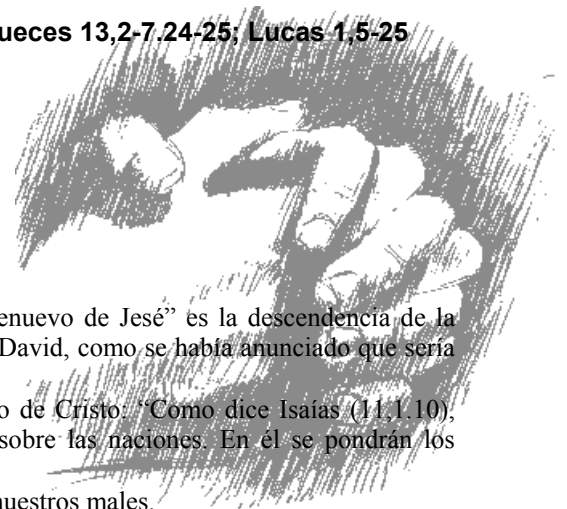 ueces 13,2-7.24-25; Lucas 1,5-25
enuevo de Jesé” es la descendencia de la
David, como se había anunciado que sería
o de Cristo: “Como dice Isaías (11,1.10),
sobre las naciones. En él se pondrán los
nuestros males.